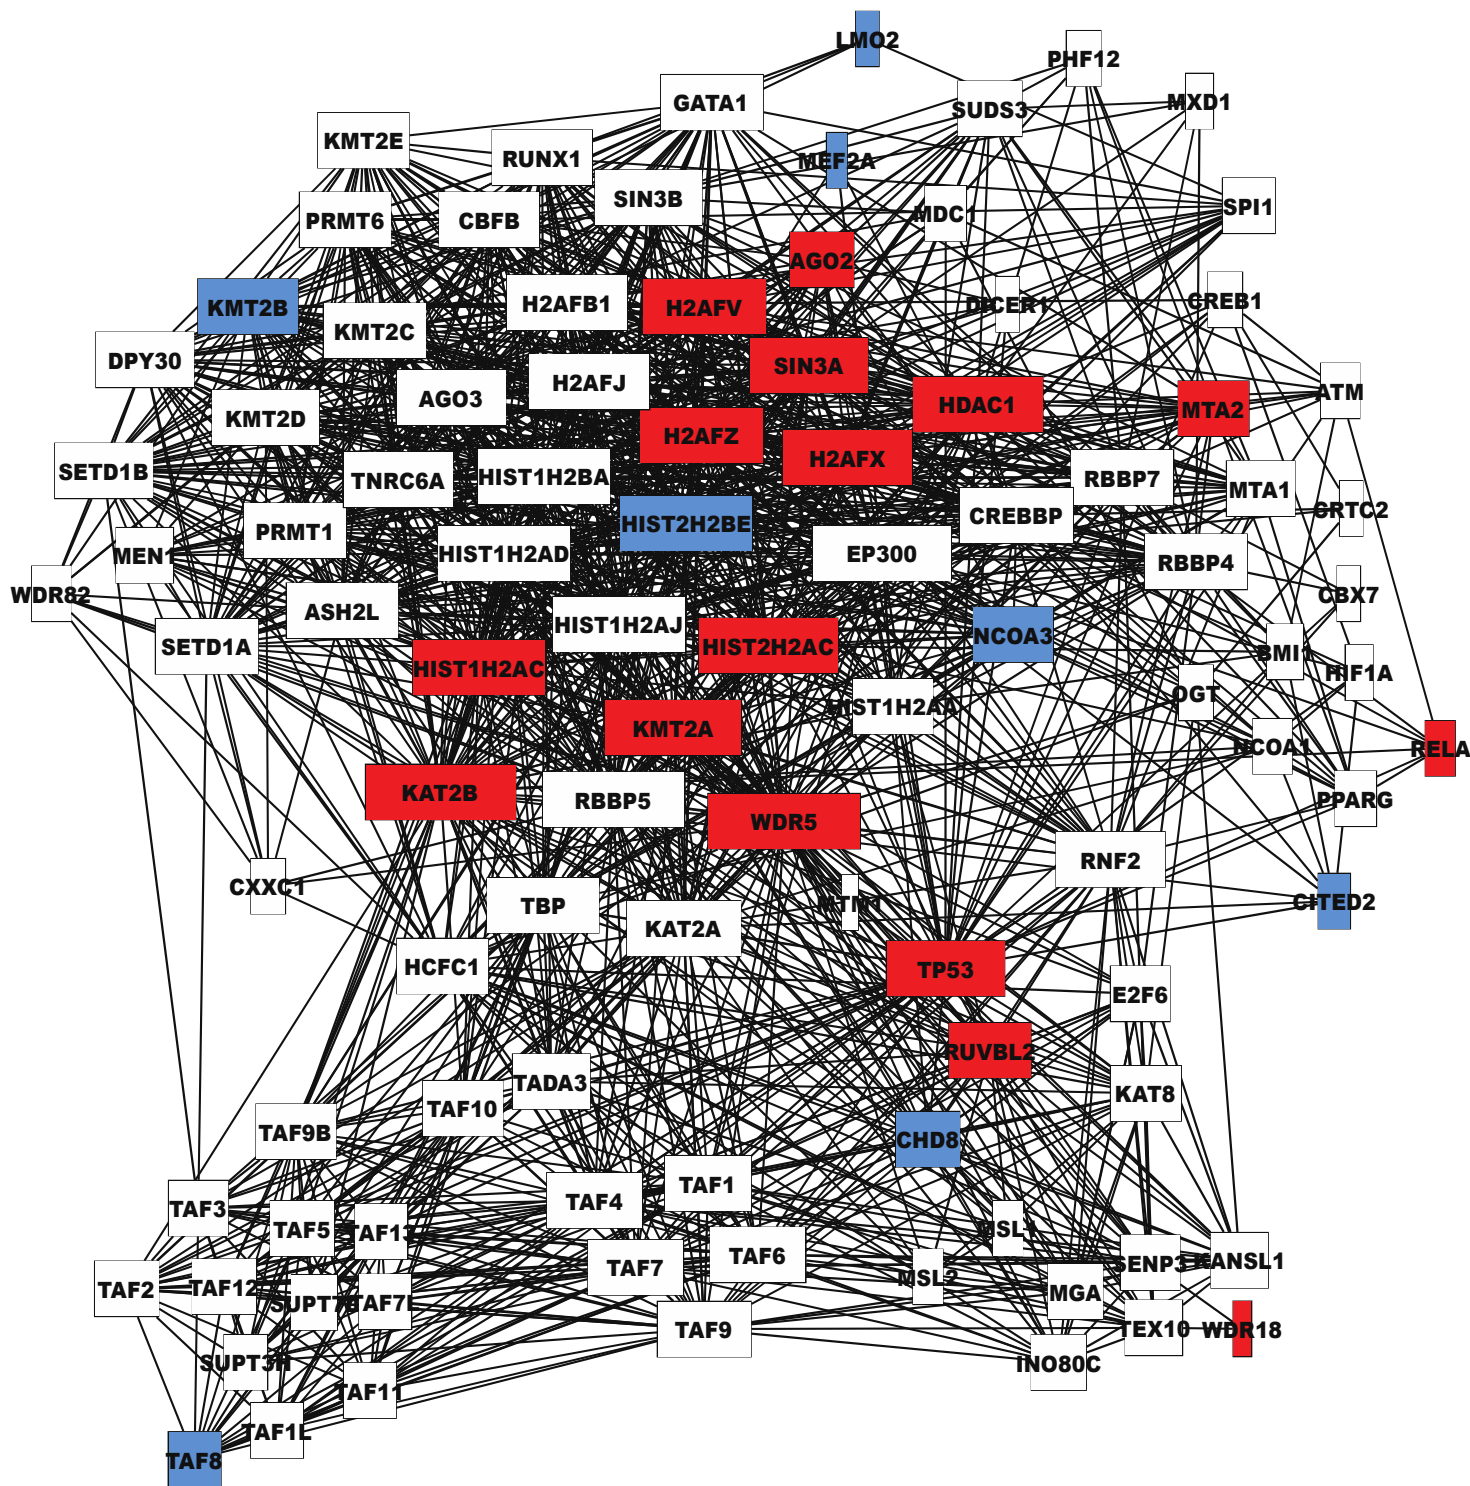 LMO2
PHF12
GATA1
SUDS3
MXD1
KMT2E
RUNX1
MEF2A
SIN3B
PRMT6
CBFB
MDC1
SPI1
AGO2
KMT2B
H2AFB1
H2AFV
DICER1
CREB1
KMT2C
DPY30
SIN3A
H2AFJ
AGO3
HDAC1
MTA2
ATM
KMT2D
H2AFZ
H2AFX
SETD1B
TNRC6A
HIST1H2BA
RBBP7
MTA1
CRTC2
HIST2H2BE
CREBBP
PRMT1
MEN1
HIST1H2AD
EP300
RBBP4
WDR82
CBX7
ASH2L
HIST1H2AJ
NCOA3
SETD1A
HIST1H2AC
HIST2H2AC
BMI1
HIF1A
OGT
HIST1H2AA
KMT2A
NCOA1
RELA
KAT2B
RBBP5
WDR5
PPARG
RNF2
CXXC1
TBP
MTM1
CITED2
KAT2A
HCFC1
TP53
E2F6
RUVBL2
TADA3
KAT8
TAF10
TAF9B
CHD8
TAF3
TAF4
TAF1
TAF5
TAF13
MSL1
TAF6
SENP3
KANSL1
TAF2
TAF12
TAF7
MSL2
MGA
TAF7L
TAF9
TEX10
WDR18
SUPT3H
INO80C
TAF11
TAF1L
TAF8